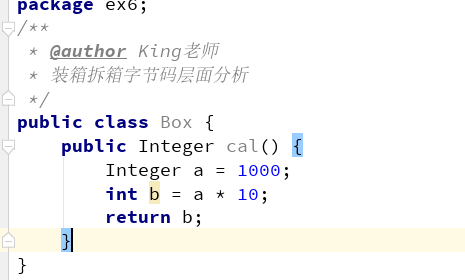 package ex6;
/**
 * @author King老师
 * 装箱拆箱字节码层面分析
 */
public class Box {
    public Integer cal() {
        Integer a = 1000;
        int b = a * 10;
        return b;
    }
}